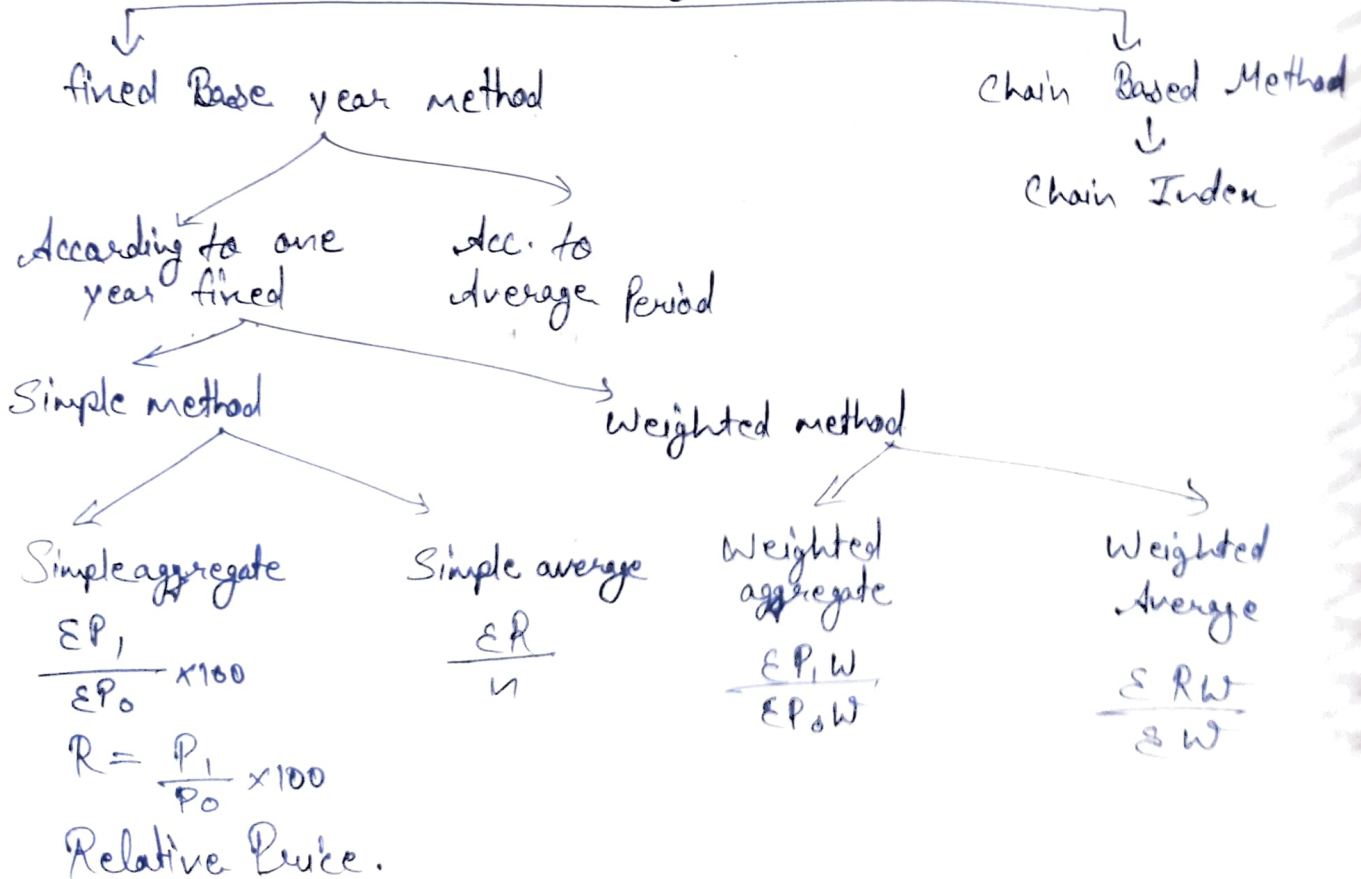 fixed Base year method
Chain Based Method
Chain Index
According to one
year fixed
Acc. to
Average Period
Simple method
Weighted method
Simple aggregate
ΣP₁
ΣP₀
×100
R = P₁
P₀
×100
Relative Price.
Simple average
ΣR
n
Weighted
aggregate
ΣP₁W
ΣP₀W
Weighted
Average
ΣRW
ΣW